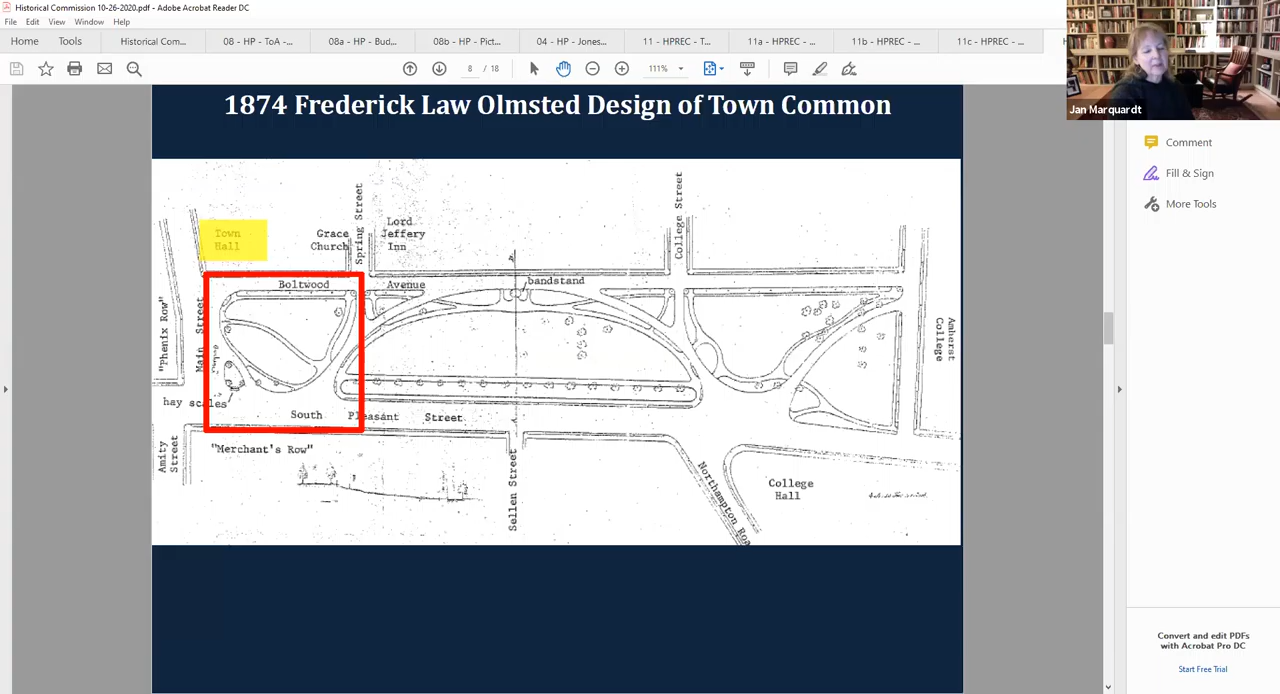 Historical Commission 10-26-2020.pdf - Adobe Acrobat Reader DC
File Edit View Window Help
Home Tools Historical Com... 08 - HP - ToA -... 08a - HP - Bud... 08b - HP - Pict... 04 - HP - Jones... 11 - HPREC - T... 11a - HPREC - ... 11b - HPREC - ... 11c - HPREC - ...
8 / 18 111%
Jan Marquardt
Comment
Fill & Sign
More Tools
Convert and edit PDFs
with Acrobat Pro DC
Start Free Trial
1874 Frederick Law Olmsted Design of Town Common
Town
Hall
Grace
Church
Spring Street
Lord
Jeffery
Inn
College Street
Boltwood Avenue
bandstand
"Phenix Row"
Main Street
Amherst
College
hay scales
South Pleasant Street
Amity
Street
"Merchant's Row"
Sellen Street
Northampton Roa
College
Hall